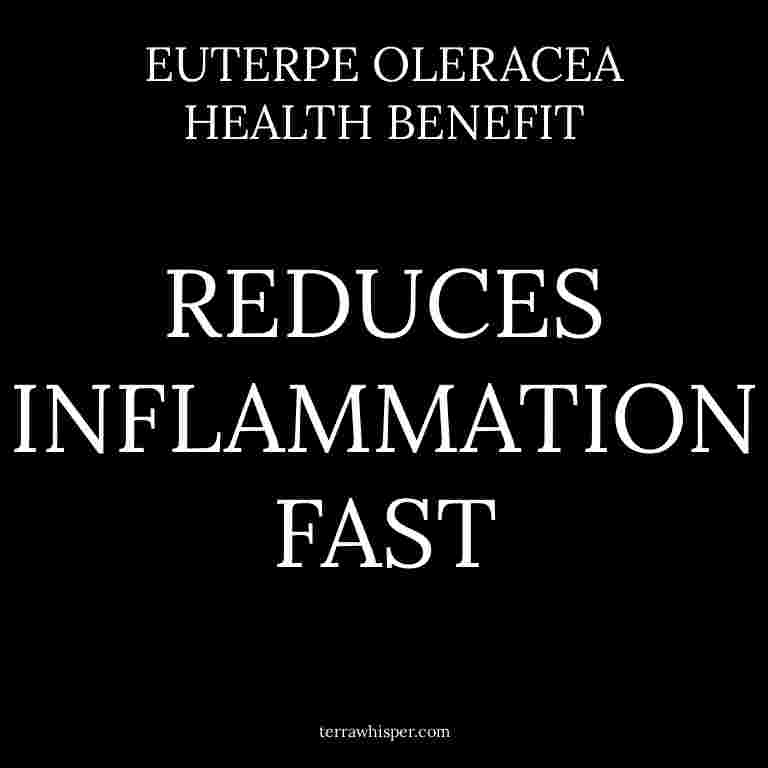 EUTERPE OLERACEA
HEALTH BENEFIT
REDUCES
INFLAMMATION
FAST
terrawhisper.com